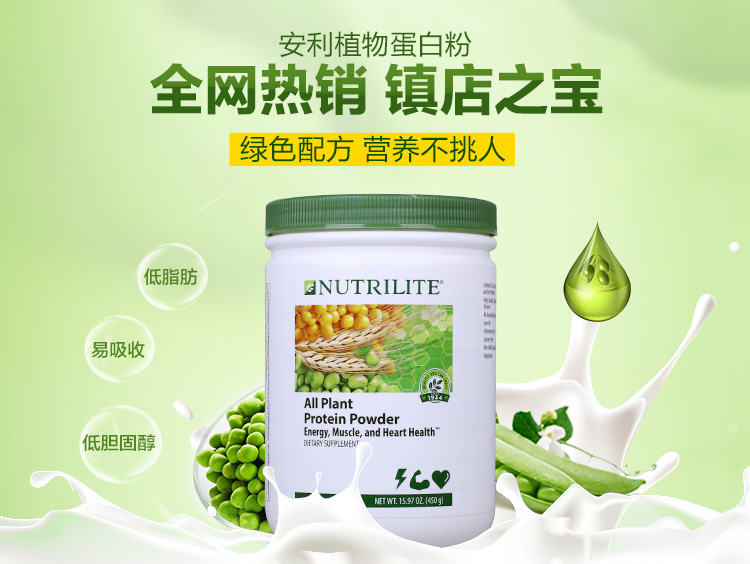 安利植物蛋白粉
全网热销 镇店之宝
绿色配方 营养不挑人
低脂肪
易吸收
低胆固醇
NUTRILITE®
1934
All Plant
Protein Powder
Energy, Muscle, and Heart Health
DIETARY SUPPLEMENT
NET WT. 15.97 OZ. (450 g)